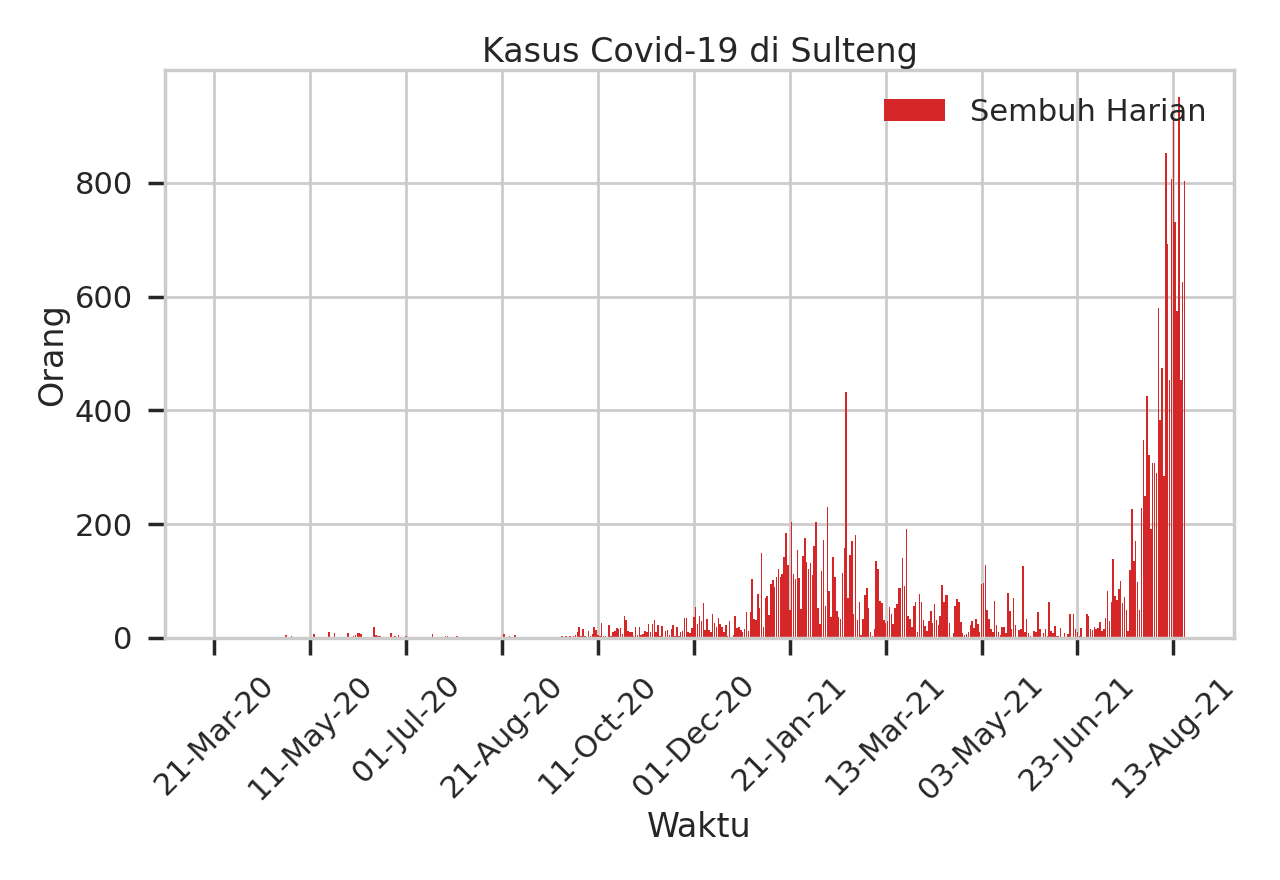 Kasus Covid-19 di Sulteng
Sembuh Harian
Orang
800
600
400
200
0
21-Mar-20
11-May-20
01-Jul-20
21-Aug-20
11-Oct-20
01-Dec-20
21-Jan-21
13-Mar-21
03-May-21
23-Jun-21
13-Aug-21
Waktu